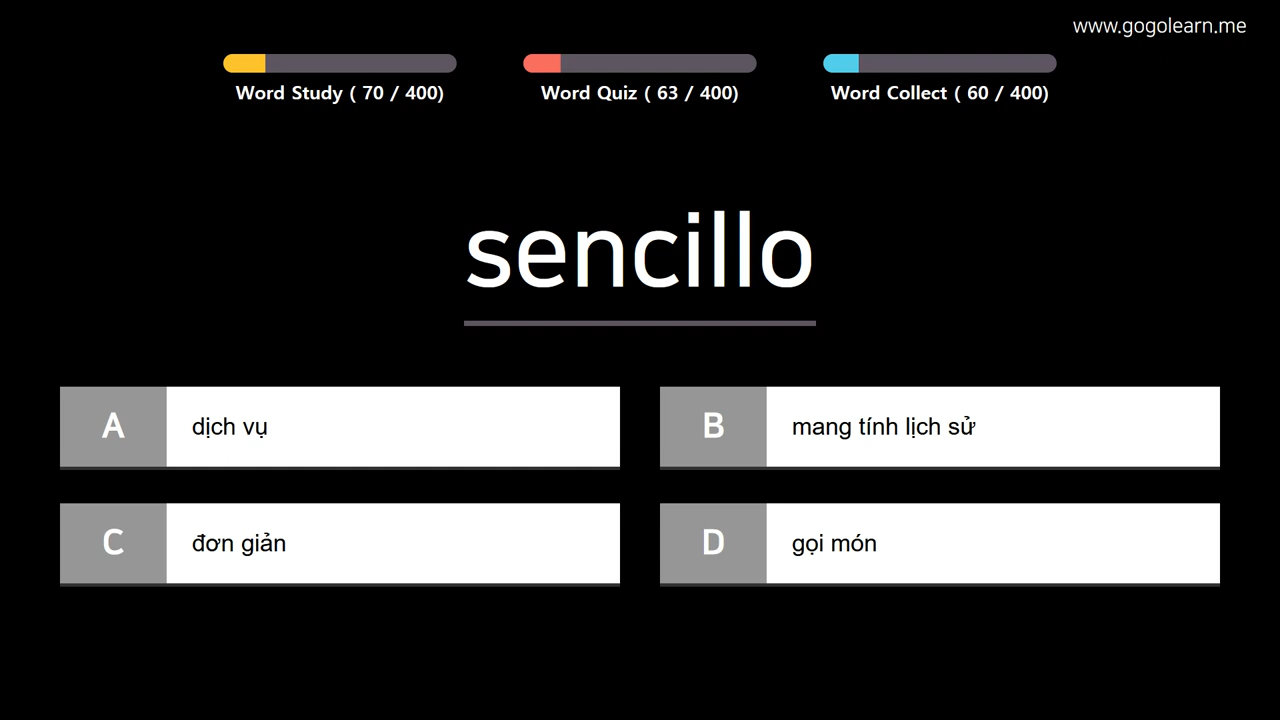 www.gogolearn.me
Word Study ( 70 / 400)
Word Quiz ( 63 / 400)
Word Collect ( 60 / 400)
sencillo
A dịch vụ
B mang tính lịch sử
C đơn giản
D gọi món